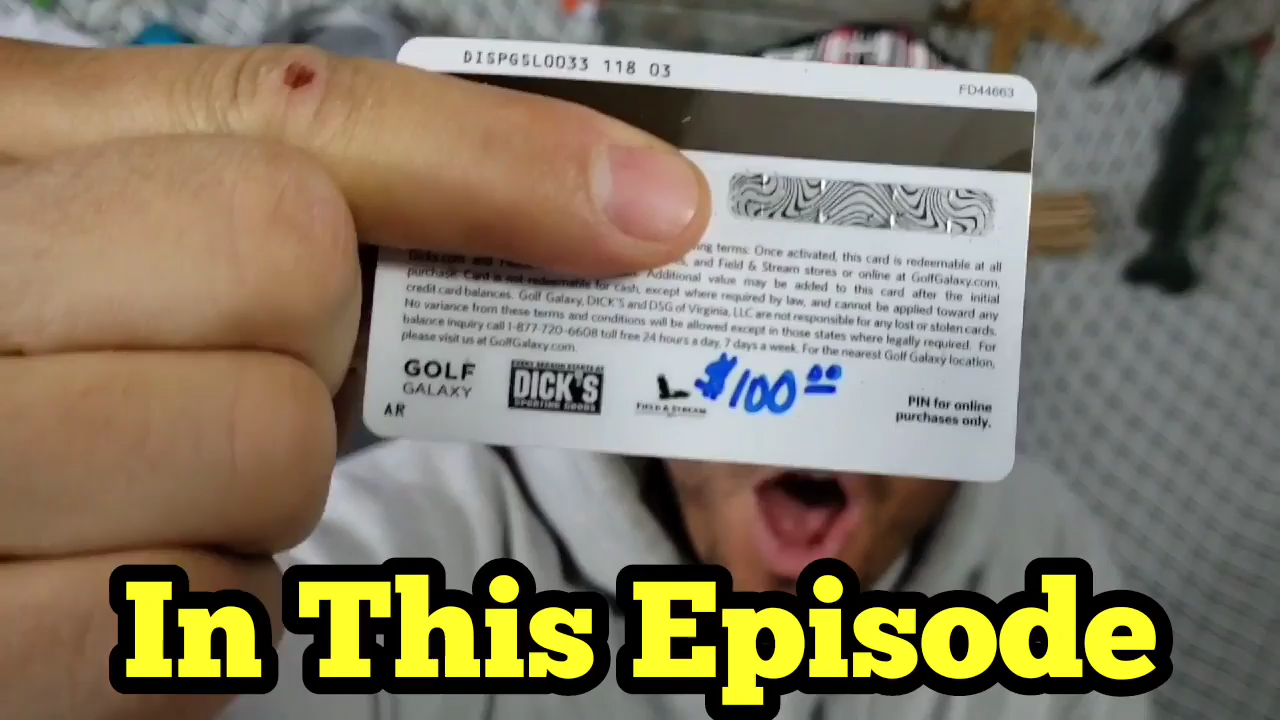 DISPGSL0033 118 03
FD44663
ing terms: Once activated, this card is redeemable at all
Dicks.com and and Field & Stream stores or online at GolfGalaxy.com.
purchase. Card is not redeemable for cash, except where required by law, and cannot be applied toward any
Additional value may be added to this card after the initial
credit card balances. Golf Galaxy, DICK'S and DSG of Virginia, LLC are not responsible for any lost or stolen cards.
No variance from these terms and conditions will be allowed except in those states where legally required. For
balance inquiry call 1-877-720-6608 toll free 24 hours a day, 7 days a week. For the nearest Golf Galaxy location,
please visit us at GolfGalaxy.com.
GOLF
GALAXY
EVERY SEASON STARTS AT
DICK'S
SPORTING GOODS
FIELD & STREAM
$100.00
PIN for online
purchases only.
AR
In This Episode